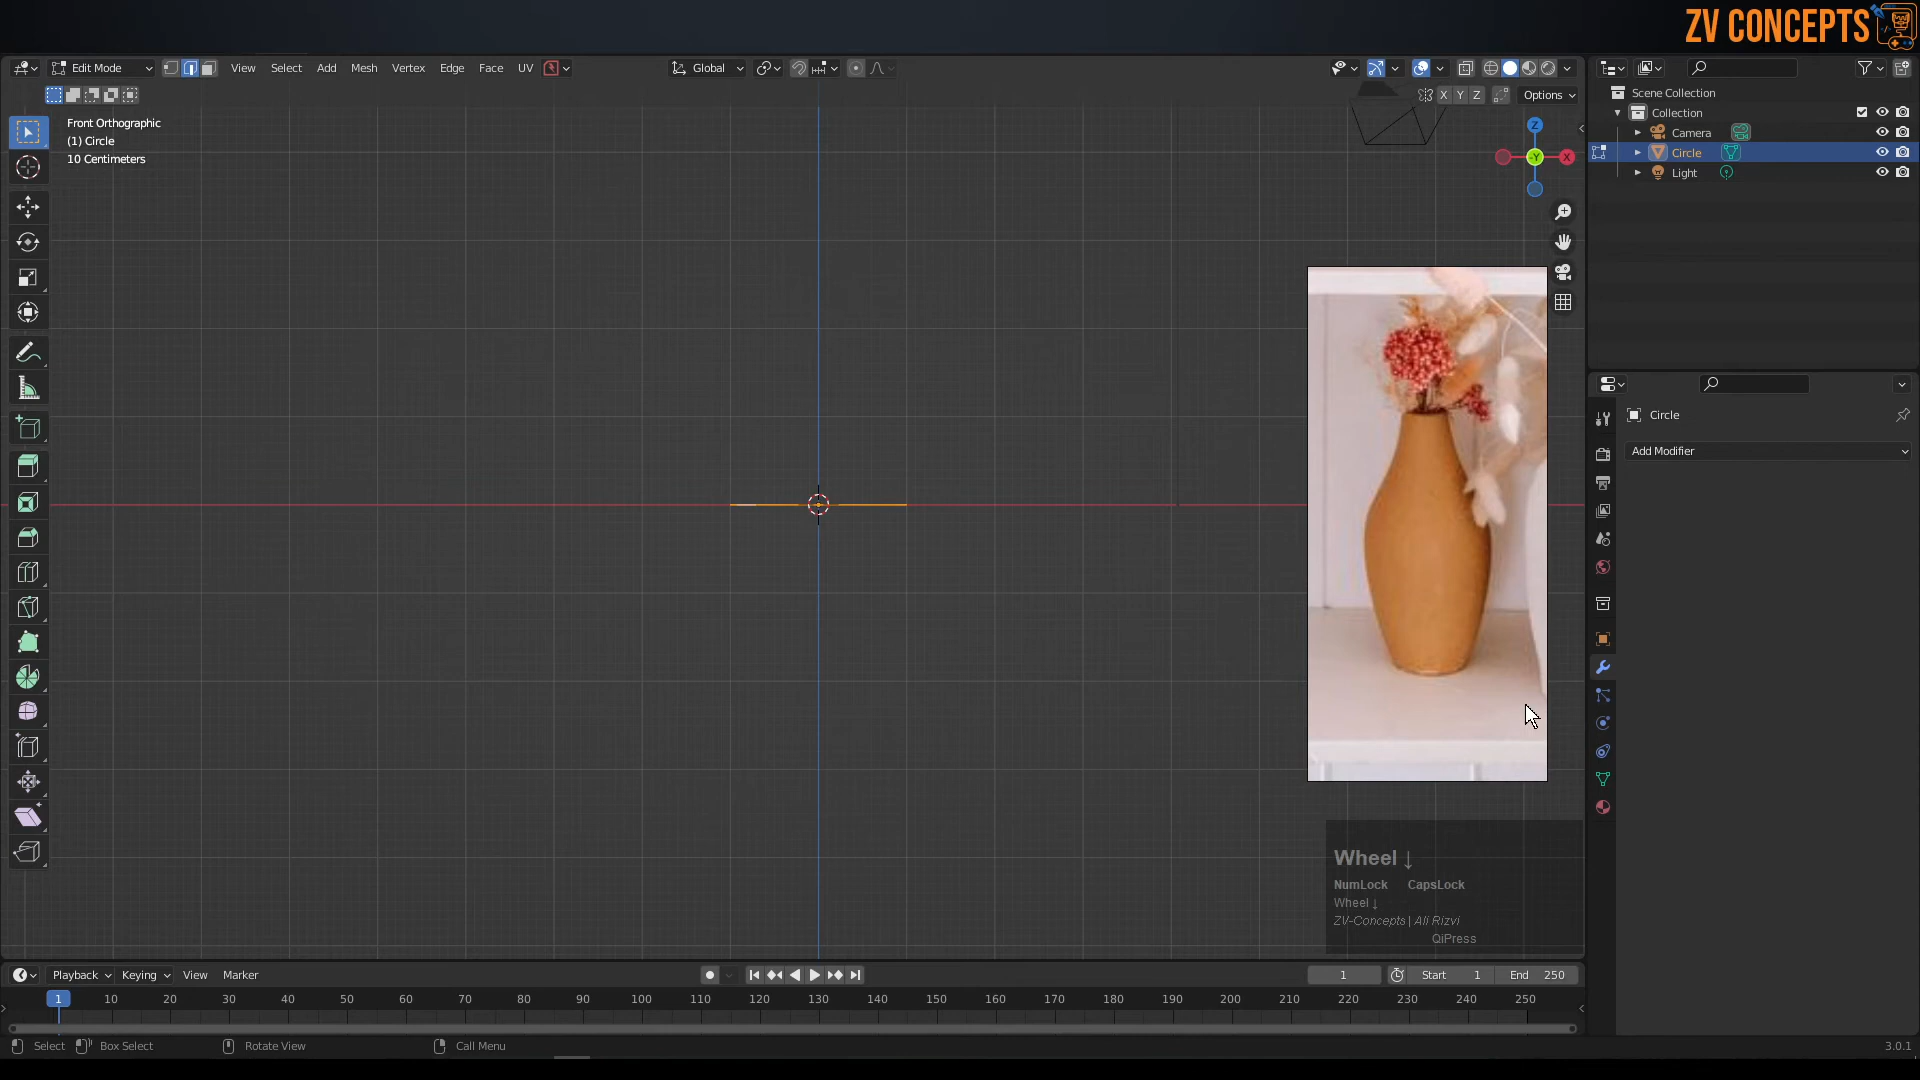 ZV CONCEPTS
Edit Mode
View
Select
Add
Mesh
Vertex
Edge
Face
UV
Global
X
Y
Z
Options
Front Orthographic
(1) Circle
10 Centimeters
Z
-Y
X
Scene Collection
Collection
Camera
Circle
Light
Circle
Add Modifier
Wheel ↓
NumLock CapsLock
Wheel ↓
ZV-Concepts | Ali Rizvi
QiPress
Playback
Keying
View
Marker
1
Start 1
End 250
1 10 20 30 40 50 60 70 80 90 100 110 120 130 140 150 160 170 180 190 200 210 220 230 240 250
Select
Box Select
Rotate View
Call Menu
3.0.1